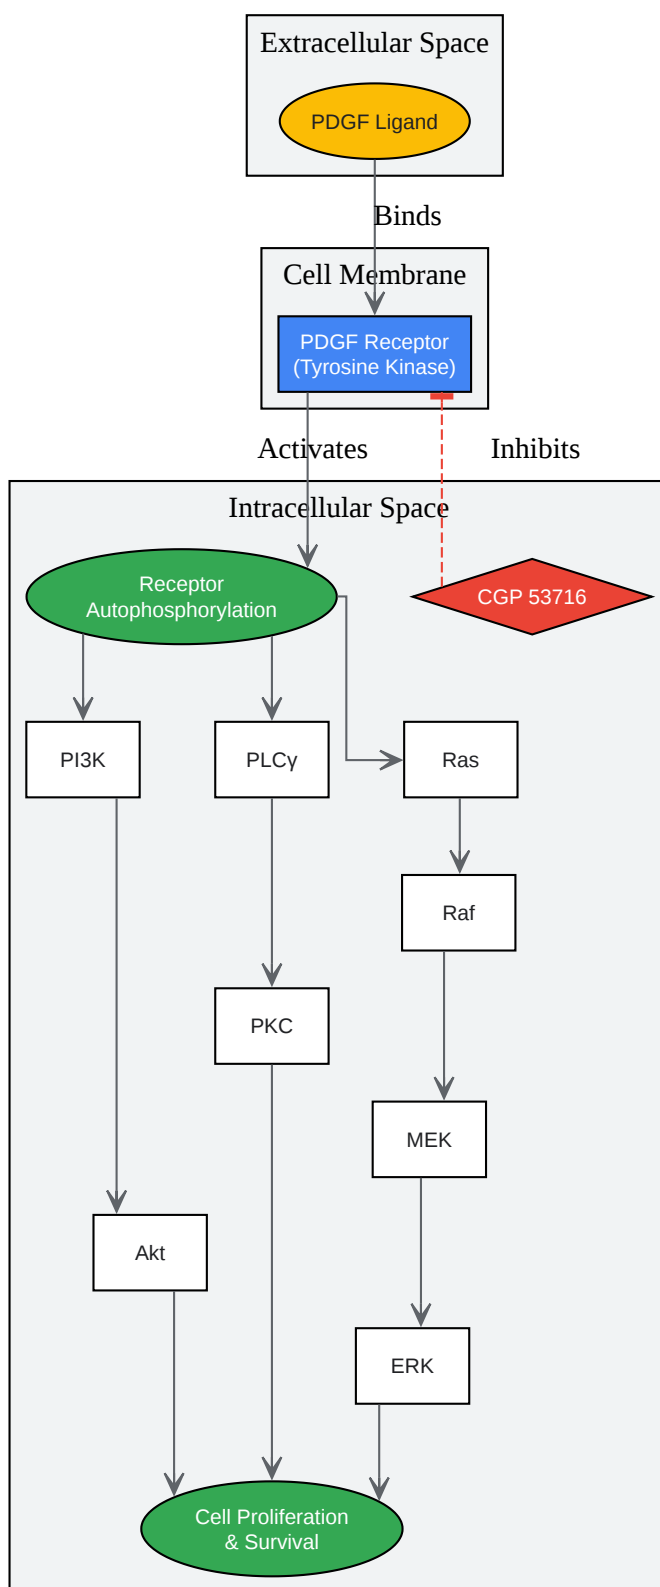 Extracellular Space
PDGF Ligand
Binds
Cell Membrane
PDGF Receptor
(Tyrosine Kinase)
Activates
Inhibits
Intracellular Space
Receptor
Autophosphorylation
CGP 53716
PI3K
PLCγ
Ras
Raf
PKC
MEK
Akt
ERK
Cell Proliferation
& Survival